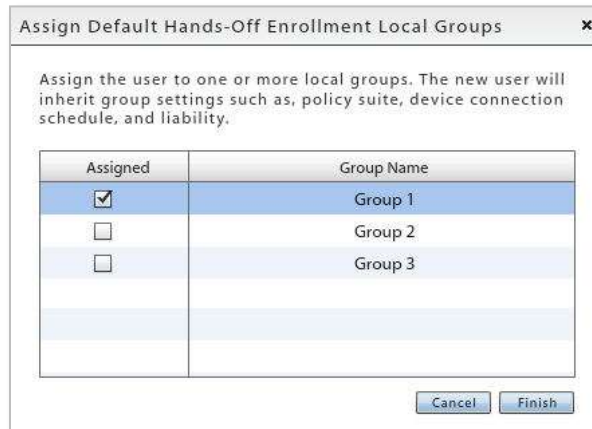 Assign Default Hands-Off Enrollment Local Groups ×
Assign the user to one or more local groups. The new user will
inherit group settings such as, policy suite, device connection
schedule, and liability.
Assigned Group Name
Group 1
Group 2
Group 3
Cancel Finish